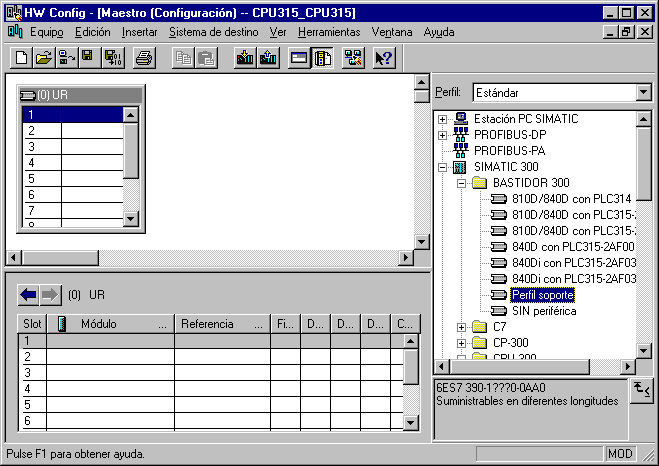 HW Config - [Maestro (Configuración) -- CPU315_CPU315]
Equipo Edición Insertar Sistema de destino Ver Herramientas Ventana Ayuda
(0) UR
1
2
3
4
5
6
7
8
Perfil: Estándar
Estación PC SIMATIC
PROFIBUS-DP
PROFIBUS-PA
SIMATIC 300
BASTIDOR 300
810D/840D con PLC314
810D/840D con PLC315-2
810D/840D con PLC315-2
840D con PLC315-2AF00
840Di con PLC315-2AF03
840Di con PLC315-2AF03
Perfil soporte
SIN periférica
C7
CP-300
CPU-300
(0) UR
Slot Módulo ... Referencia ... Fi... D... D... D... C...
1
2
3
4
5
6
6ES7 390-1???0-0AA0
Suministrables en diferentes longitudes
Pulse F1 para obtener ayuda.
MOD